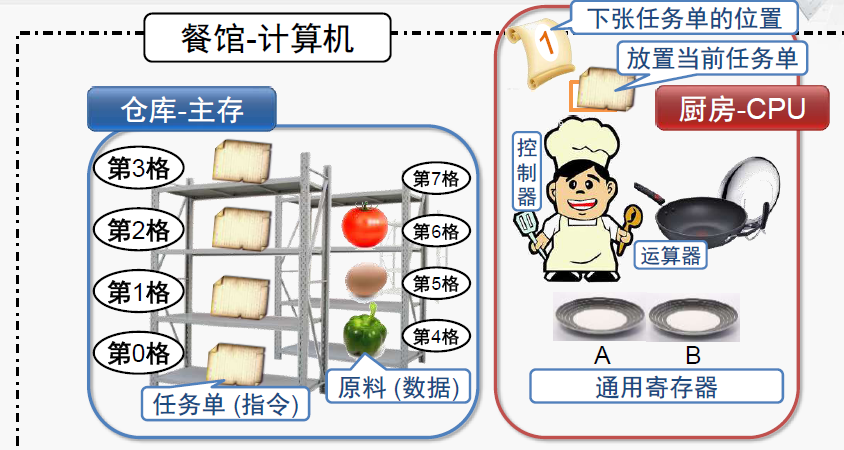 餐馆-计算机
下张任务单的位置
1
放置当前任务单
仓库-主存
厨房-CPU
第3格
第7格
控制器
第2格
第6格
运算器
第1格
第5格
第0格
第4格
A
B
任务单 (指令)
原料 (数据)
通用寄存器